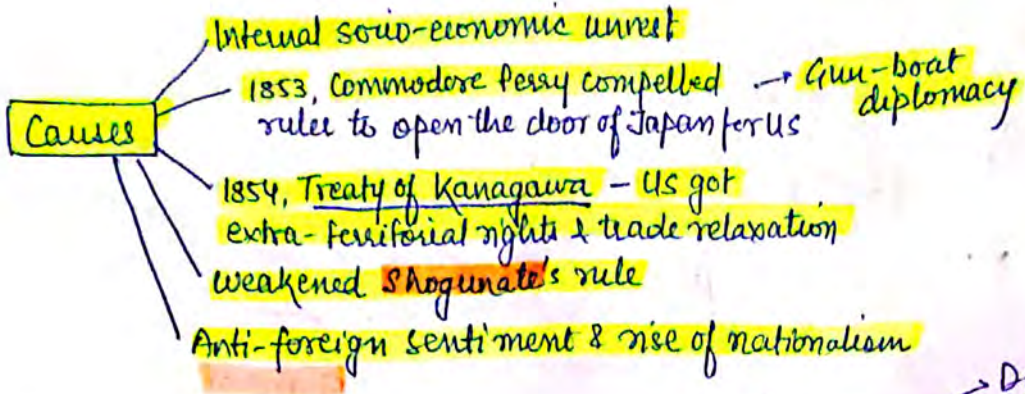 Internal socio-economic unrest
1853, Commodore Perry compelled → Gun-boat
diplomacy
ruler to open the door of Japan for US
Causes
1854, Treaty of Kanagawa - US got
extra-territorial rights & trade relaxation
weakened Shogunate's rule
Anti-foreign sentiment & rise of nationalism
→ D